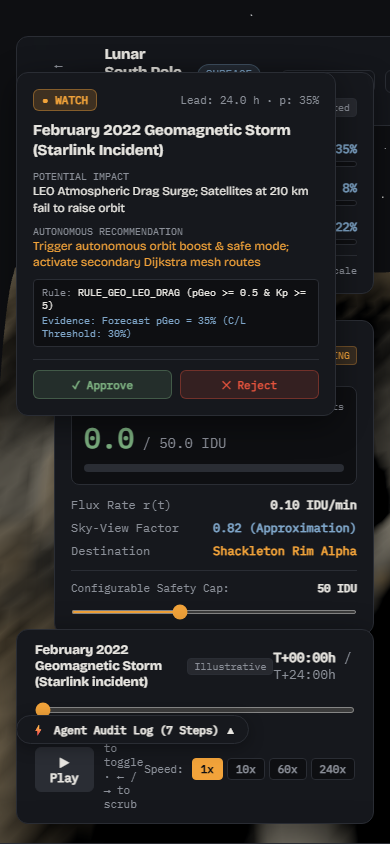 ←
Lunar
South Pole
SURFACE
• WATCH
Lead: 24.0 h · p: 35%
February 2022 Geomagnetic Storm
(Starlink Incident)
POTENTIAL IMPACT
LEO Atmospheric Drag Surge; Satellites at 210 km
fail to raise orbit
AUTONOMOUS RECOMMENDATION
Trigger autonomous orbit boost & safe mode;
activate secondary Dijkstra mesh routes
Rule: RULE_GEO_LEO_DRAG (pGeo >= 0.5 & Kp >=
5)
Evidence: Forecast pGeo = 35% (C/L
Threshold: 30%)
✓ Approve
✕ Reject
35%
8%
22%
0.0 / 50.0 IDU
Flux Rate r(t)
0.10 IDU/min
Sky-View Factor
0.82 (Approximation)
Destination
Shackleton Rim Alpha
Configurable Safety Cap:
50 IDU
February 2022
Geomagnetic Storm
(Starlink incident)
Illustrative
T+00:00h /
T+24:00h
⚡ Agent Audit Log (7 Steps) ▲
▶
Play
to
toggle
· ← /
→ to
scrub
Speed:
1x
10x
60x
240x